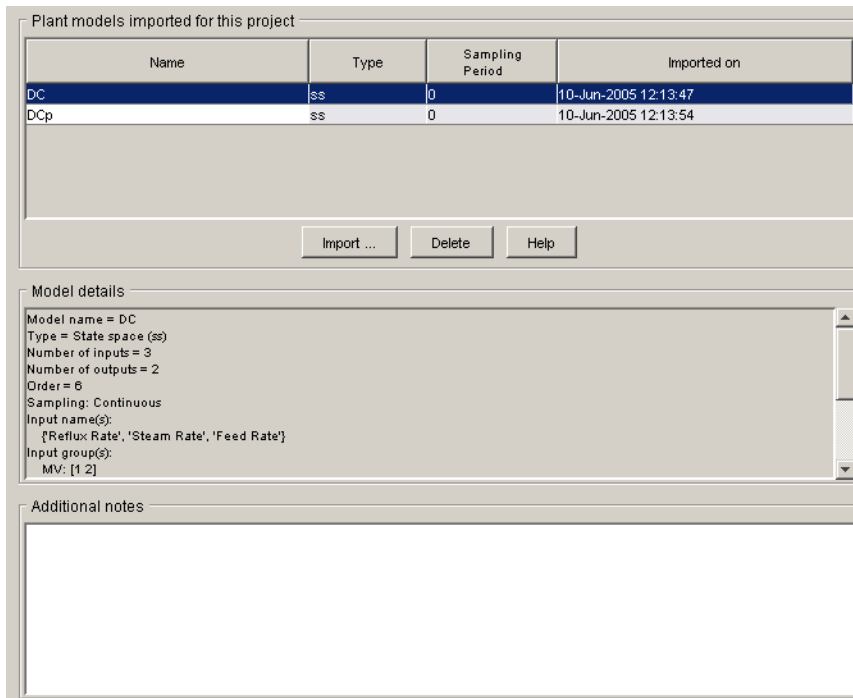 Plant models imported for this project
Name Type Sampling Period Imported on
DC ss 0 10-Jun-2005 12:13:47
DCp ss 0 10-Jun-2005 12:13:54
Import ... Delete Help
Model details
Model name = DC
Type = State space (ss)
Number of inputs = 3
Number of outputs = 2
Order = 6
Sampling: Continuous
Input name(s):
{'Reflux Rate', 'Steam Rate', 'Feed Rate'}
Input group(s):
MV: [1 2]
Additional notes